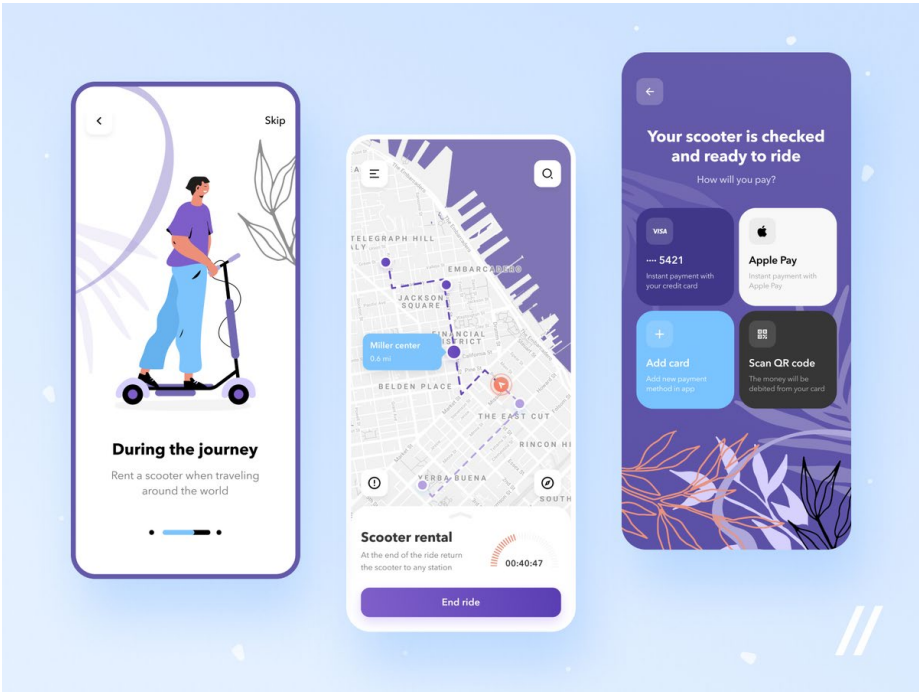 Skip
During the journey
Rent a scooter when traveling
around the world
TELEGRAPH HILL
EMBARCADERO
JACKSON
SQUARE
FINANCIAL
DISTRICT
Miller center
0.6 mi
BELDEN PLACE
THE EAST CUT
RINCON HI
YERBA BUENA
SOUTH
Scooter rental
At the end of the ride return
the scooter to any station
00:40:47
End ride
Your scooter is checked
and ready to ride
How will you pay?
VISA
···· 5421
Instant payment with
your credit card
Apple Pay
Instant payment with
Apple Pay
Add card
Add new payment
method in app
Scan QR code
The money will be
debited from your card